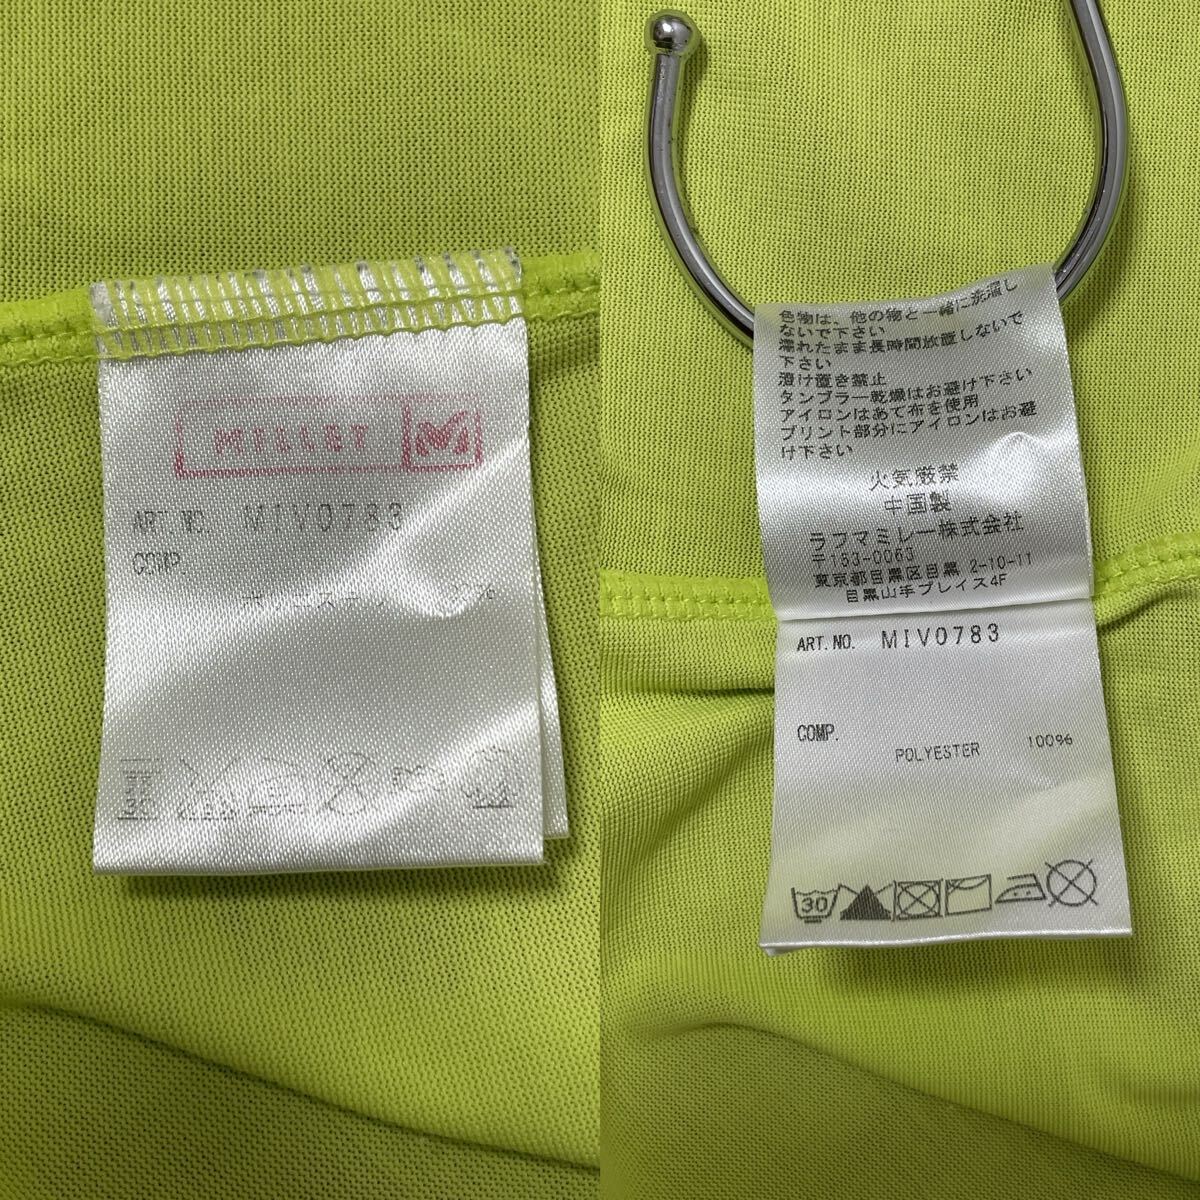 MILLET
ART. NO. MIV0783
COMP.
30
色物は、他の物と一緒に洗濯し
ないで下さい
濡れたまま長時間放置しないで
下さい
漬け置き禁止
タンブラー乾燥はお避け下さい
アイロンはあて布を使用
プリント部分にアイロンはお避
け下さい
火気厳禁
中国製
ラフマミレー株式会社
〒153-0063
東京都目黒区目黒 2-10-11
目黒山手プレイス4F
ART. NO. MIV0783
COMP.
POLYESTER 100%
30